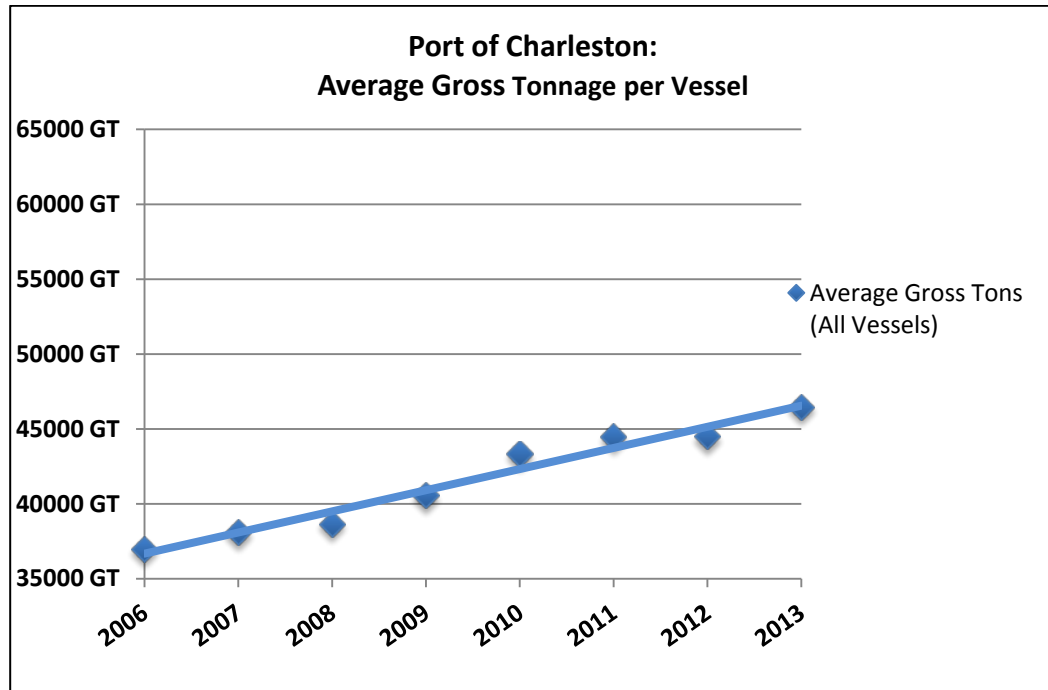 Port of Charleston:
Average Gross Tonnage per Vessel
65000 GT
60000 GT
55000 GT
50000 GT
45000 GT
40000 GT
35000 GT
Average Gross Tons
(All Vessels)
2006
2007
2008
2009
2010
2011
2012
2013